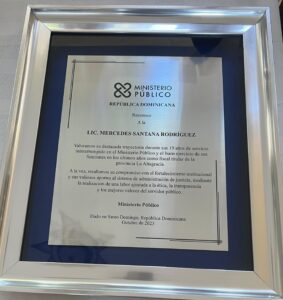 MINISTERIO
PÚBLICO
REPÚBLICA DOMINICANA
Reconoce
A la
LIC. MERCEDES SANTANA RODRÍGUEZ
Valoramos su destacada trayectoria durante sus 19 años de servicio
ininterrumpido en el Ministerio Público y el buen ejercicio de sus
funciones en los últimos años como fiscal titular de la
provincia La Altagracia.
A la vez, resaltamos su compromiso con el fortalecimiento institucional
y sus valiosos aportes al sistema de administración de justicia, mediante
la realización de una labor apegada a la ética, la transparencia
y los mejores valores del servidor público.
Ministerio Público
Dado en Santo Domingo, República Dominicana
Octubre de 2023